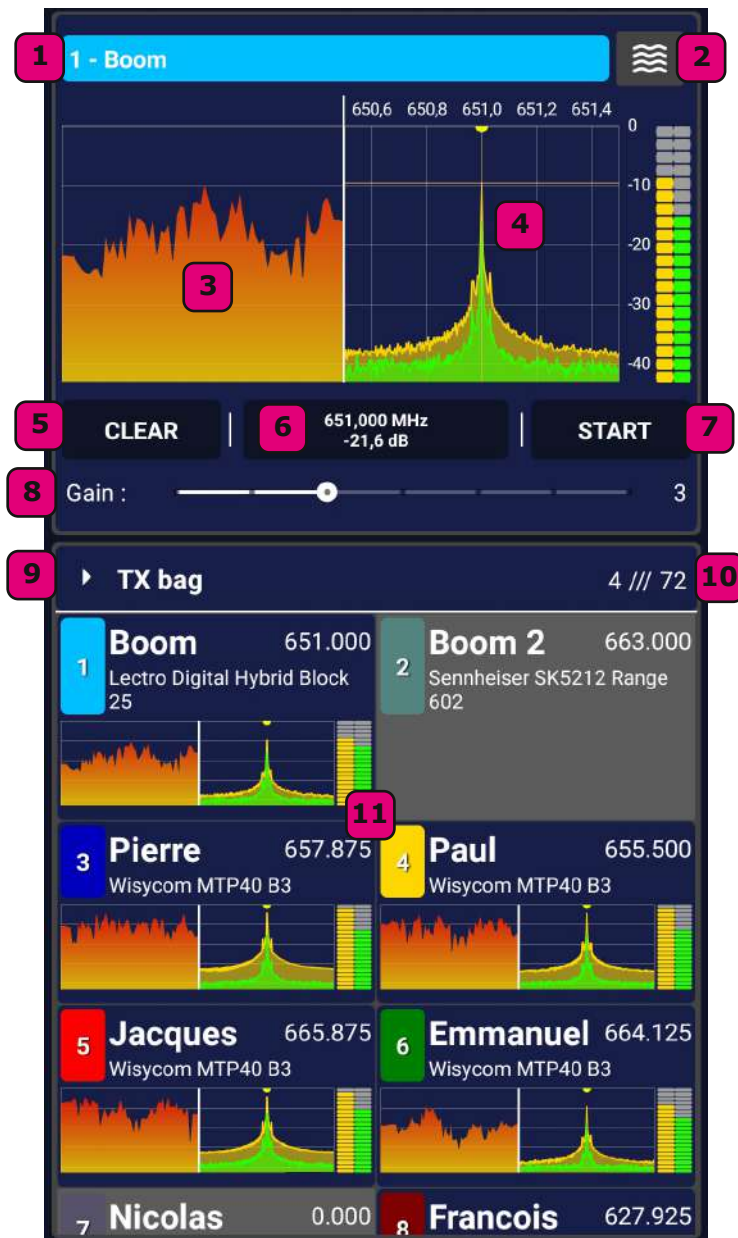 1
1 - Boom
2
650,6 650,8 651,0 651,2 651,4
0
-10
4
-20
3
-30
-40
5
CLEAR
6
651,000 MHz
-21,6 dB
START
7
8
Gain :
3
9
TX bag
4 /// 72
10
1
Boom
651.000
Lectro Digital Hybrid Block
25
2
Boom 2
663.000
Sennheiser SK5212 Range
602
11
3
Pierre
657.875
Wisycom MTP40 B3
4
Paul
655.500
Wisycom MTP40 B3
5
Jacques
665.875
Wisycom MTP40 B3
6
Emmanuel
664.125
Wisycom MTP40 B3
7
Nicolas
0.000
8
Francois
627.925